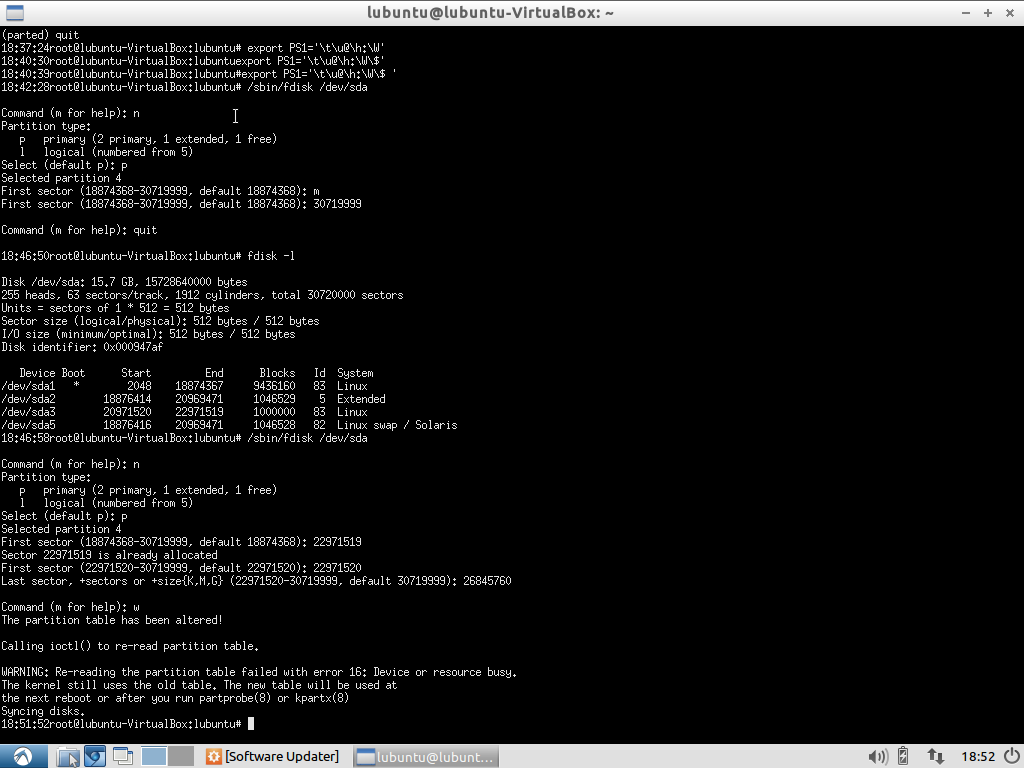 lubuntu@lubuntu-VirtualBox: ~
(parted) quit
18:37:24root@lubuntu-VirtualBox:lubuntu# export PS1='\t\u@\h:\W'
18:40:30root@lubuntu-VirtualBox:lubuntuexport PS1='\t\u@\h:\W\$'
18:40:39root@lubuntu-VirtualBox:lubuntu#export PS1='\t\u@\h:\W\$ '
18:42:28root@lubuntu-VirtualBox:lubuntu# /sbin/fdisk /dev/sda
Command (m for help): n
Partition type:
   p   primary (2 primary, 1 extended, 1 free)
   l   logical (numbered from 5)
Select (default p): p
Selected partition 4
First sector (18874368-30719999, default 18874368): m
First sector (18874368-30719999, default 18874368): 30719999
Command (m for help): quit
18:46:50root@lubuntu-VirtualBox:lubuntu# fdisk -l
Disk /dev/sda: 15.7 GB, 15728640000 bytes
255 heads, 63 sectors/track, 1912 cylinders, total 30720000 sectors
Units = sectors of 1 * 512 = 512 bytes
Sector size (logical/physical): 512 bytes / 512 bytes
I/O size (minimum/optimal): 512 bytes / 512 bytes
Disk identifier: 0x000947af
   Device Boot      Start         End      Blocks   Id  System
/dev/sda1   *        2048    18874367     9436160   83  Linux
/dev/sda2        18876414    20969471     1046529    5  Extended
/dev/sda3        20971520    22971519     1000000   83  Linux
/dev/sda5        18876416    20969471     1046528   82  Linux swap / Solaris
18:46:58root@lubuntu-VirtualBox:lubuntu# /sbin/fdisk /dev/sda
Command (m for help): n
Partition type:
   p   primary (2 primary, 1 extended, 1 free)
   l   logical (numbered from 5)
Select (default p): p
Selected partition 4
First sector (18874368-30719999, default 18874368): 22971519
Sector 22971519 is already allocated
First sector (22971520-30719999, default 22971520): 22971520
Last sector, +sectors or +size{K,M,G} (22971520-30719999, default 30719999): 26845760
Command (m for help): w
The partition table has been altered!
Calling ioctl() to re-read partition table.
WARNING: Re-reading the partition table failed with error 16: Device or resource busy.
The kernel still uses the old table. The new table will be used at
the next reboot or after you run partprobe(8) or kpartx(8)
Syncing disks.
18:51:52root@lubuntu-VirtualBox:lubuntu#
[Software Updater] lubuntu@lubunt... 18:52